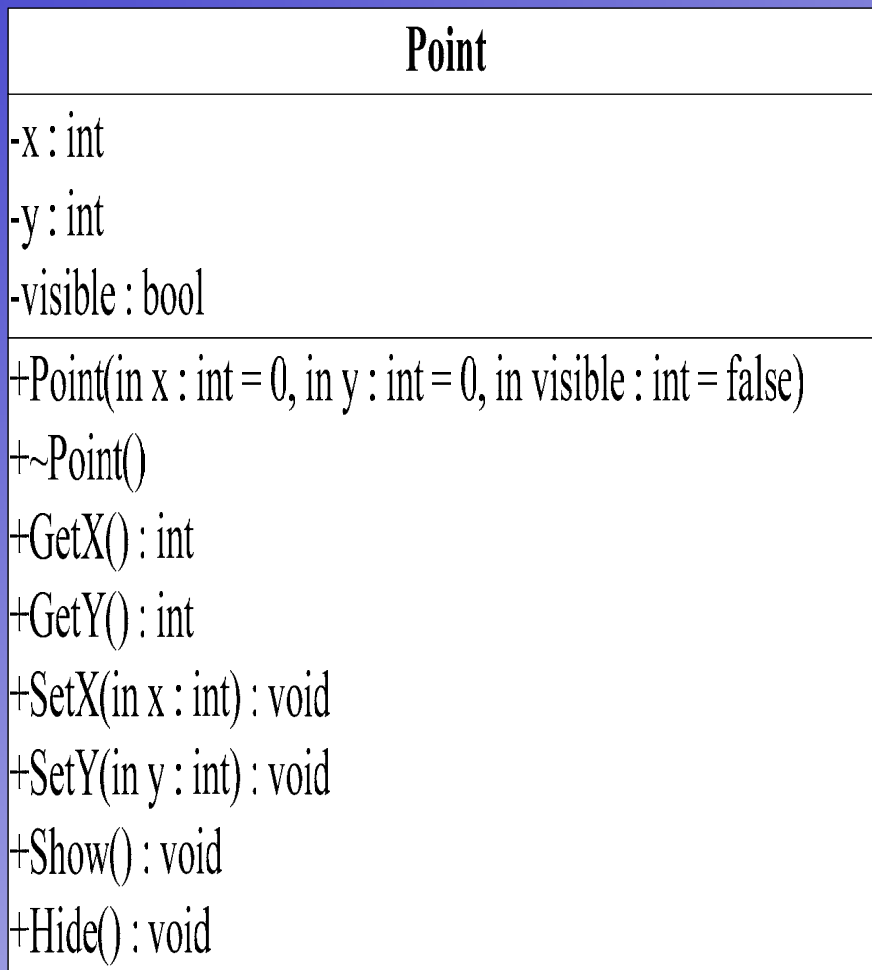 Point
-x : int
-y : int
-visible : bool
+Point(in x : int = 0, in y : int = 0, in visible : int = false)
+~Point()
+GetX() : int
+GetY() : int
+SetX(in x : int) : void
+SetY(in y : int) : void
+Show() : void
+Hide() : void